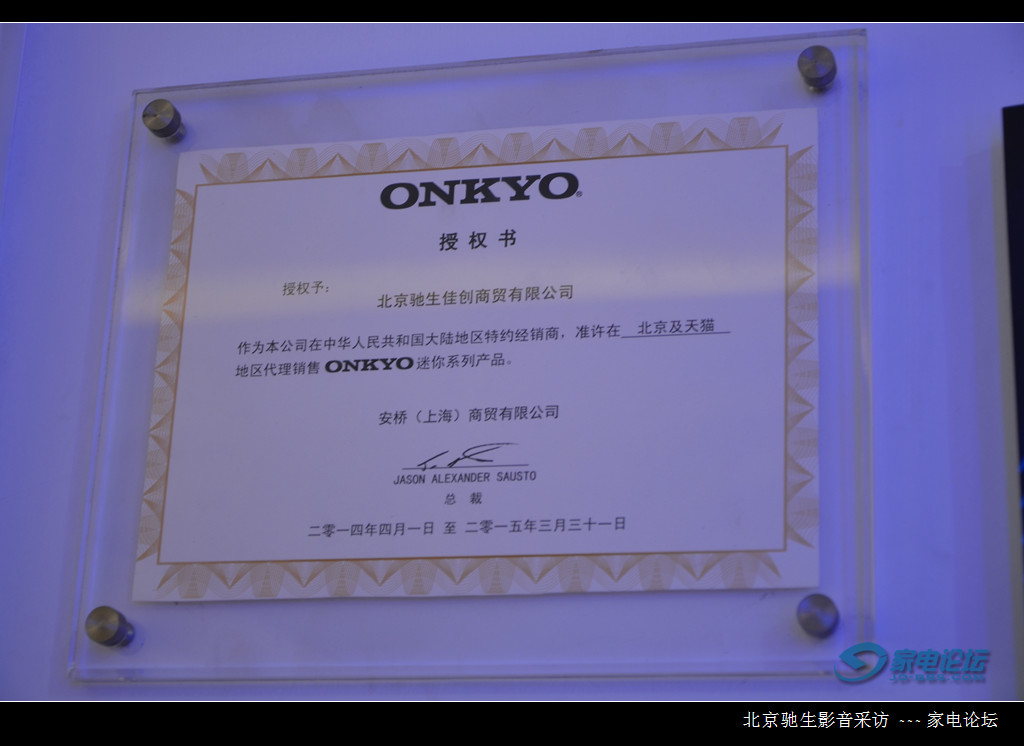 ONKYO®
授权书
授权予：
北京驰生佳创商贸有限公司
作为本公司在中华人民共和国大陆地区特约经销商，准许在 北京及天猫
地区代理销售 ONKYO 迷你系列产品。
安桥（上海）商贸有限公司
JASON ALEXANDER SAUSTO
总 裁
二零一四年四月一日 至 二零一五年三月三十一日
家电论坛
北京驰生影音采访 ~~~ 家电论坛